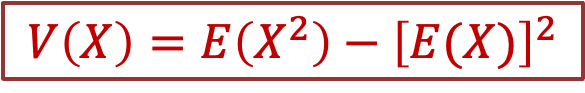 V(X) = E(X²) − [E(X)]²